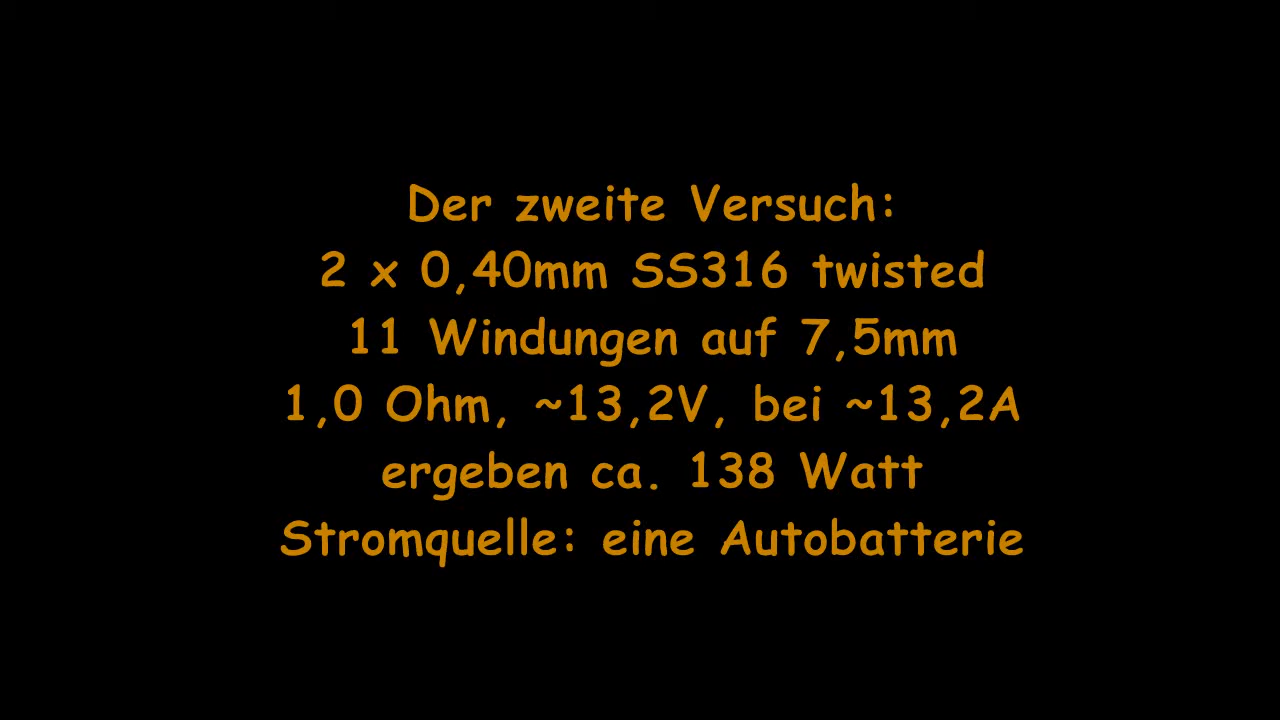 Der zweite Versuch:
2 x 0,40mm SS316 twisted
11 Windungen auf 7,5mm
1,0 Ohm, ~13,2V, bei ~13,2A
ergeben ca. 138 Watt
Stromquelle: eine Autobatterie